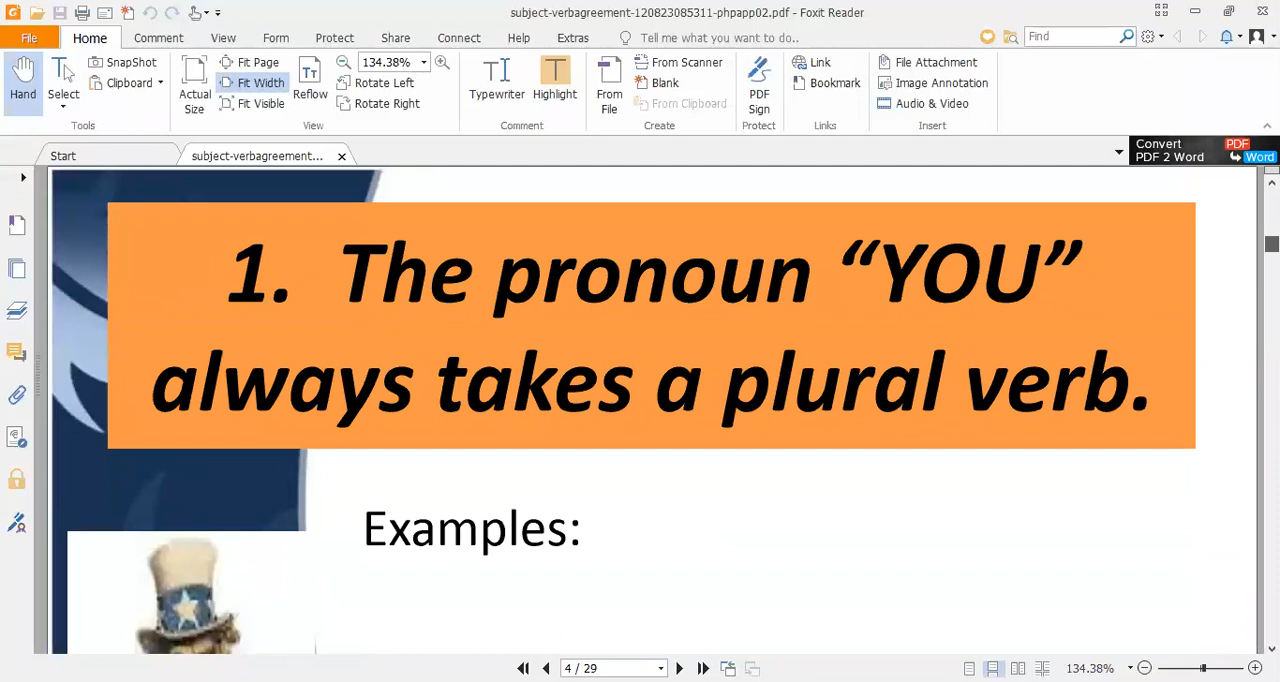 subject-verbagreement-120823085311-phpapp02.pdf - Foxit Reader
File Home Comment View Form Protect Share Connect Help Extras Tell me what you want to do... Find
Hand
Select
SnapShot
Clipboard
Tools
Actual Size
Fit Page
Fit Width
Fit Visible
Reflow
134.38%
Rotate Left
Rotate Right
View
Typewriter
Highlight
Comment
From File
From Scanner
Blank
From Clipboard
Create
PDF Sign
Protect
Link
Bookmark
Links
File Attachment
Image Annotation
Audio & Video
Insert
Start
subject-verbagreement...
Convert PDF
PDF 2 Word Word
1. The pronoun “YOU”
always takes a plural verb.
Examples:
4 / 29
134.38%